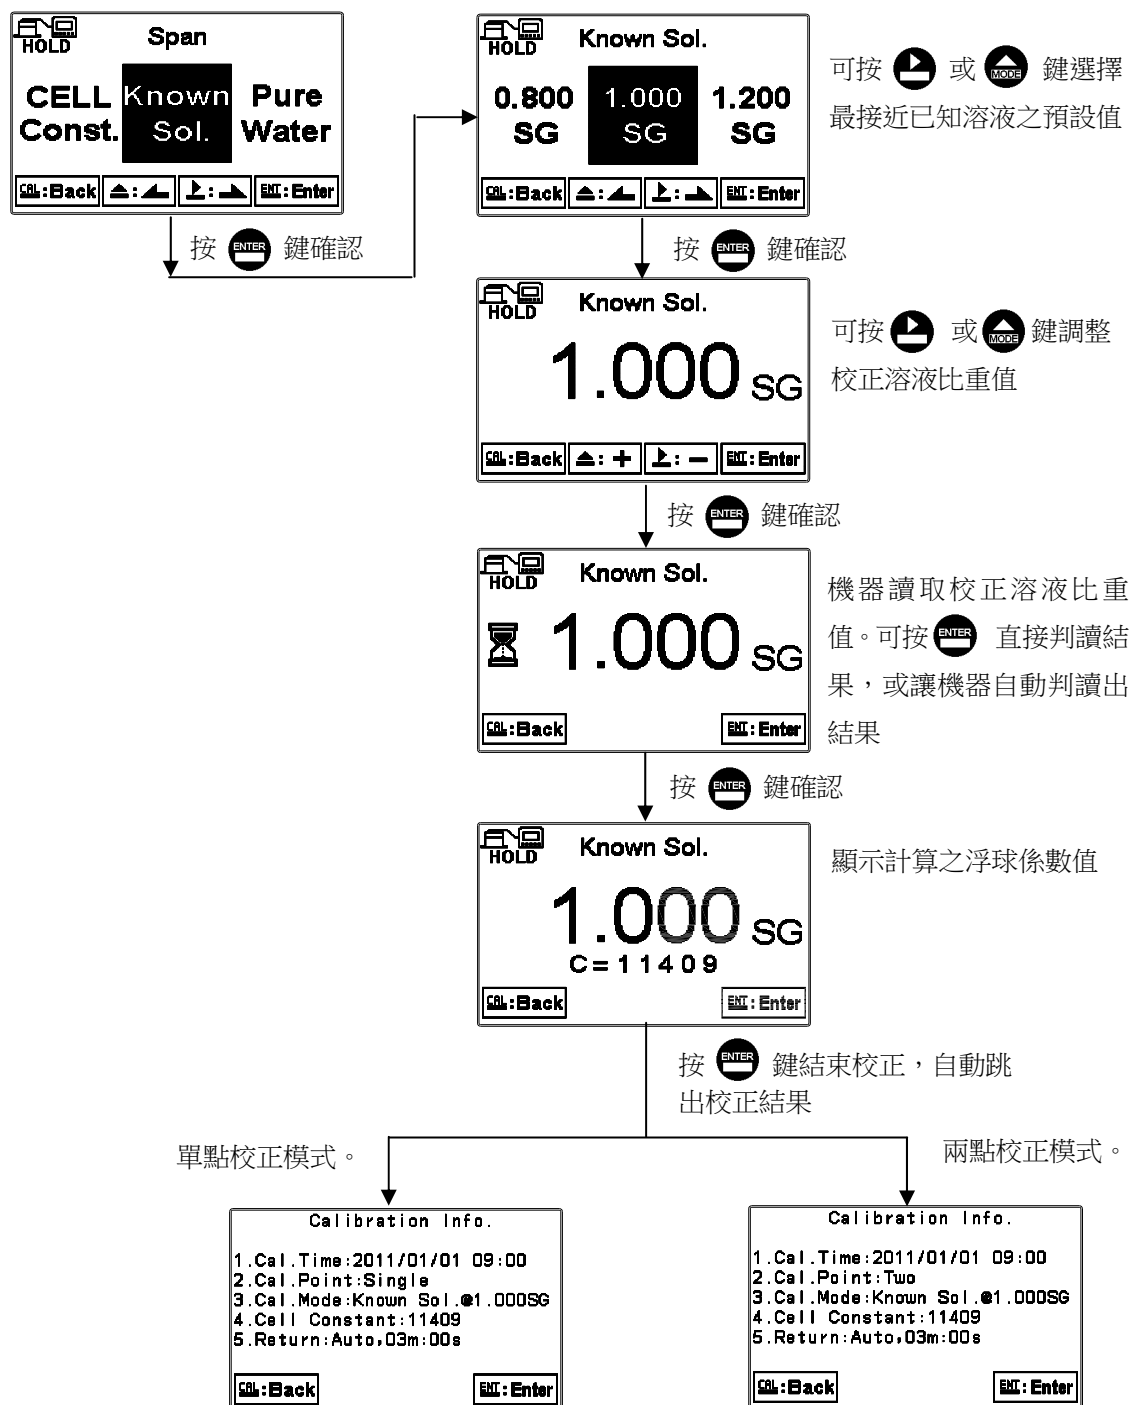 HOLD
Span
CELL
Const.
Known
Sol.
Pure
Water
CAL:Back
ENT:Enter
按 ENTER 鍵確認
HOLD
Known Sol.
0.800
SG
1.000
SG
1.200
SG
CAL:Back
ENT:Enter
可按 或 MODE 鍵選擇
最接近已知溶液之預設值
按 ENTER 鍵確認
HOLD
Known Sol.
1.000 SG
CAL:Back : + : - ENT:Enter
可按 或 MODE 鍵調整
校正溶液比重值
按 ENTER 鍵確認
HOLD
Known Sol.
1.000 SG
CAL:Back
ENT:Enter
機器讀取校正溶液比重
值。可按 ENTER 直接判讀結
果,或讓機器自動判讀出
結果
按 ENTER 鍵確認
HOLD
Known Sol.
1.000 SG
C=11409
CAL:Back
ENT:Enter
顯示計算之浮球係數值
按 ENTER 鍵結束校正,自動跳
出校正結果
單點校正模式。
Calibration Info.
1.Cal.Time:2011/01/01 09:00
2.Cal.Point:Single
3.Cal.Mode:Known Sol.@1.000SG
4.Cell Constant:11409
5.Return:Auto,03m:00s
CAL:Back
ENT:Enter
兩點校正模式。
Calibration Info.
1.Cal.Time:2011/01/01 09:00
2.Cal.Point:Two
3.Cal.Mode:Known Sol.@1.000SG
4.Cell Constant:11409
5.Return:Auto,03m:00s
CAL:Back
ENT:Enter